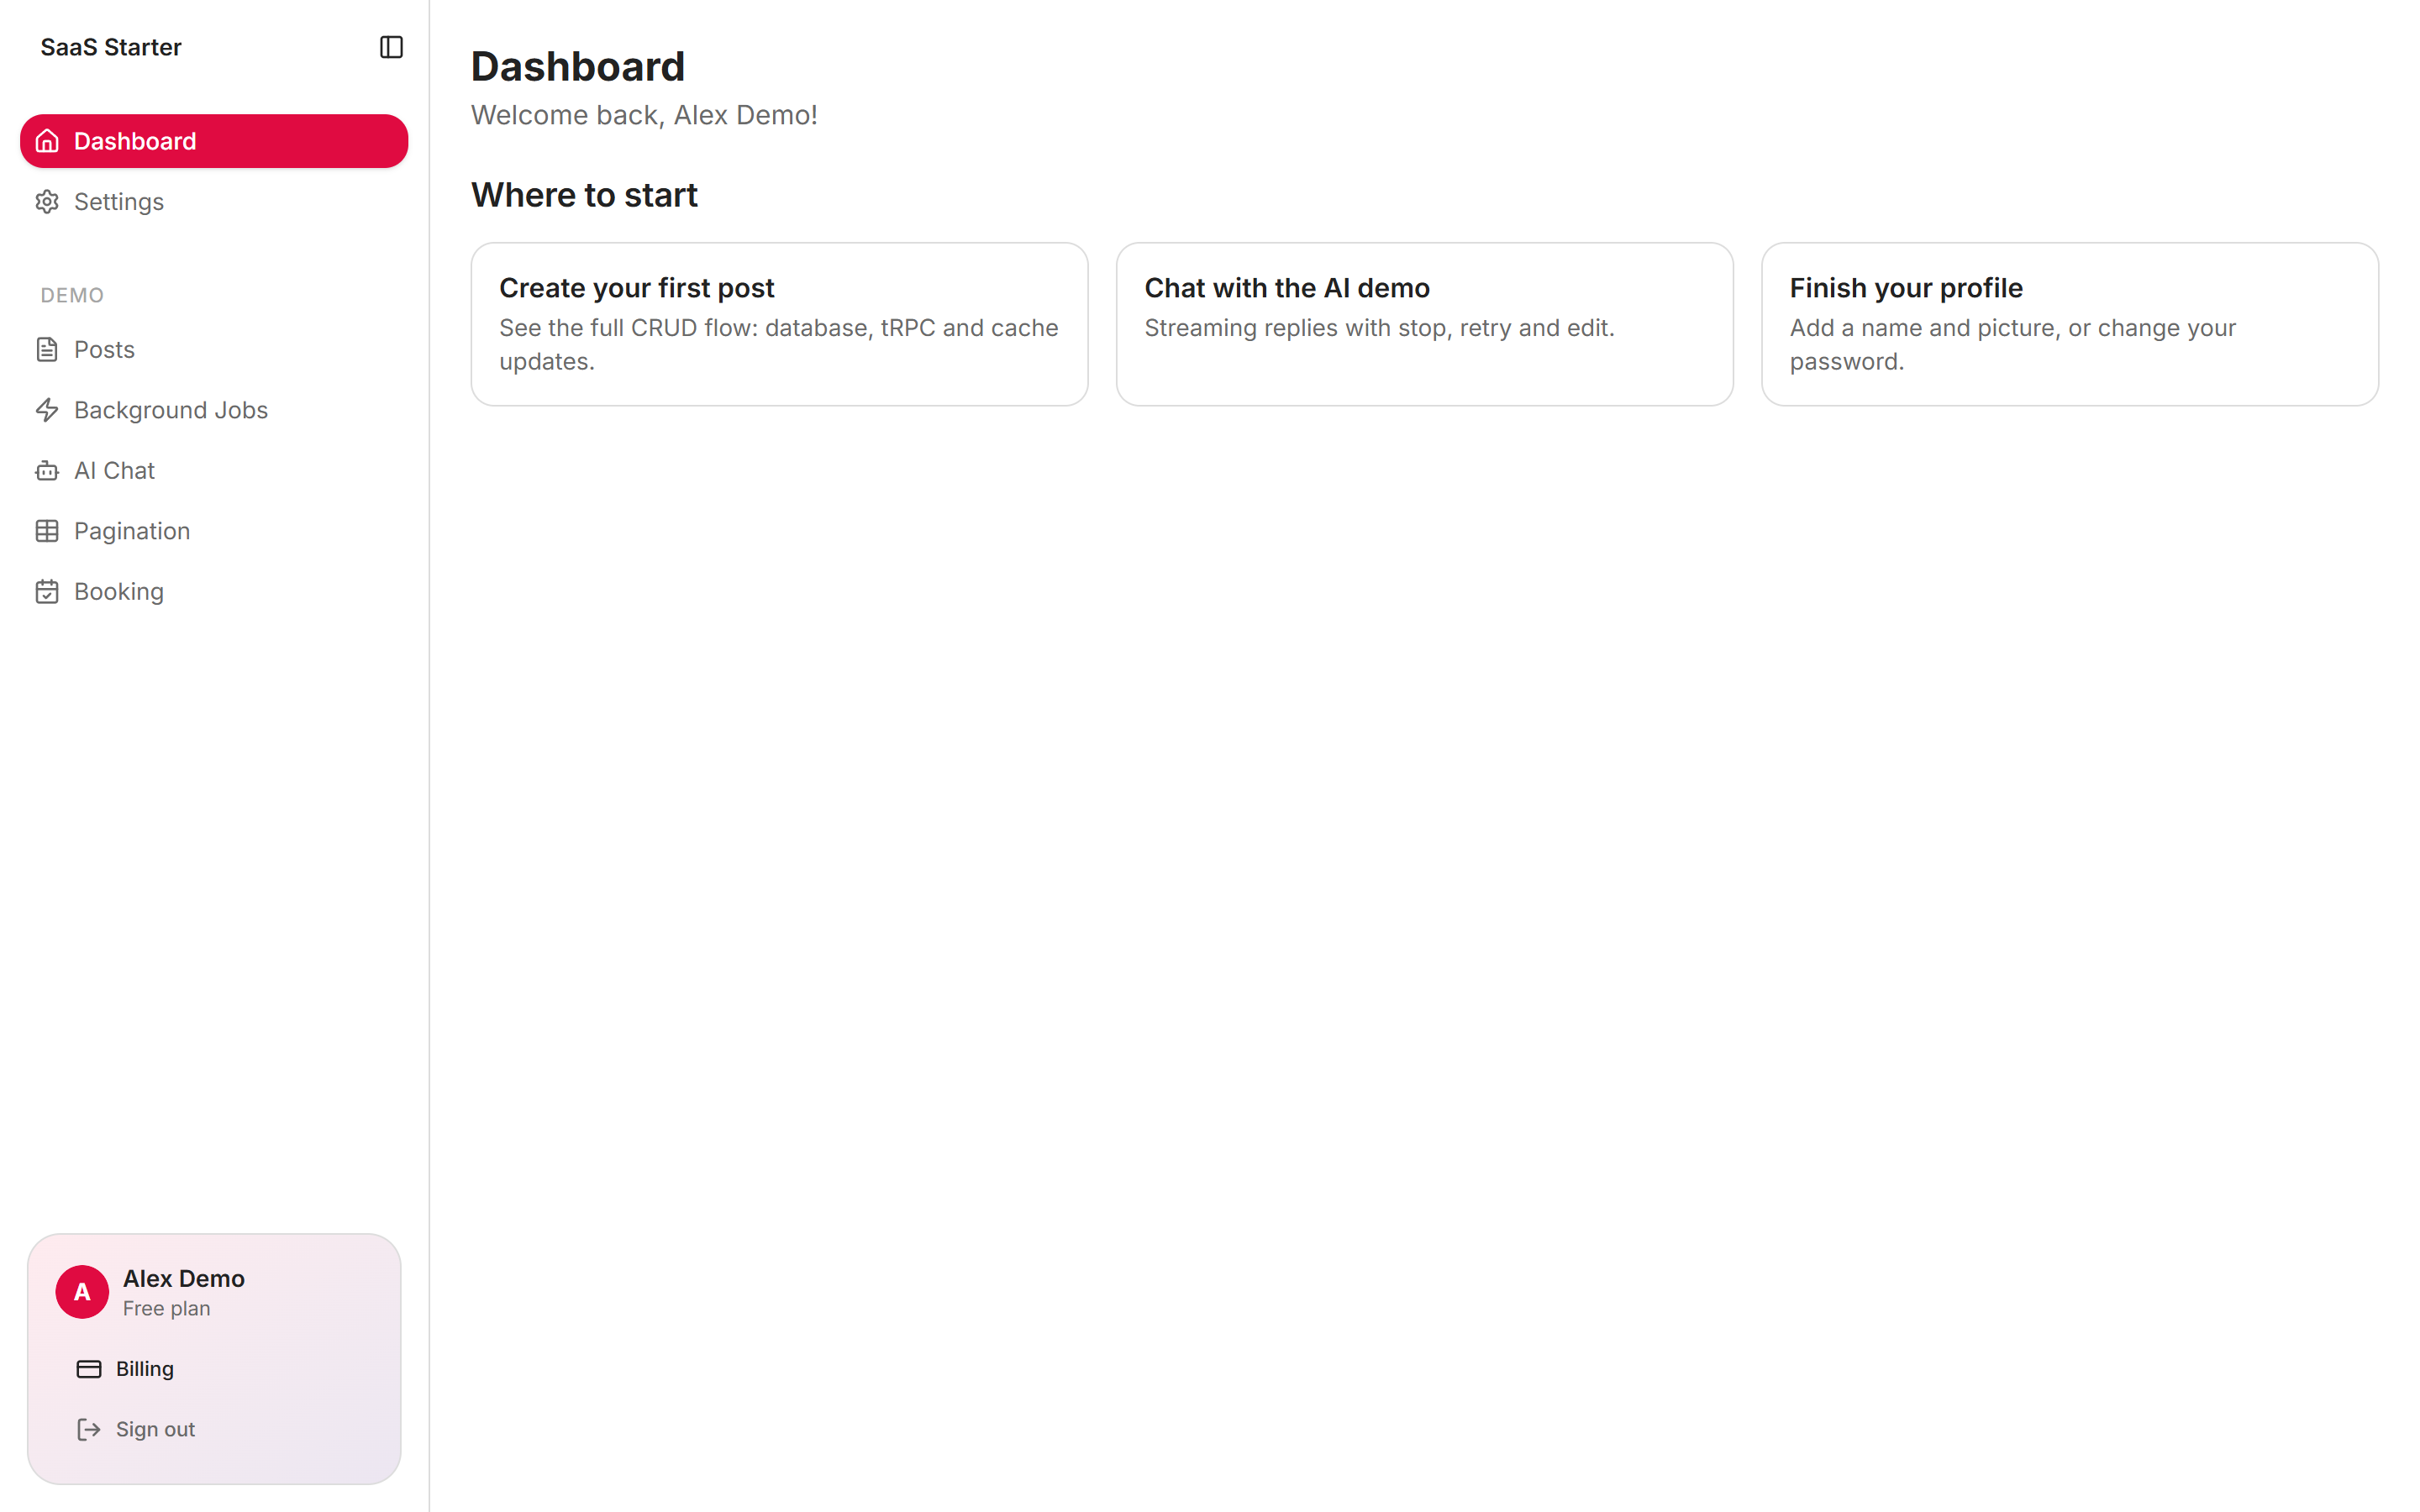 SaaS Starter
Dashboard
Settings
DEMO
Posts
Background Jobs
AI Chat
Pagination
Booking
A
Alex Demo
Free plan
Billing
Sign out
Dashboard
Welcome back, Alex Demo!
Where to start
Create your first post
See the full CRUD flow: database, tRPC and cache
updates.
Chat with the AI demo
Streaming replies with stop, retry and edit.
Finish your profile
Add a name and picture, or change your
password.